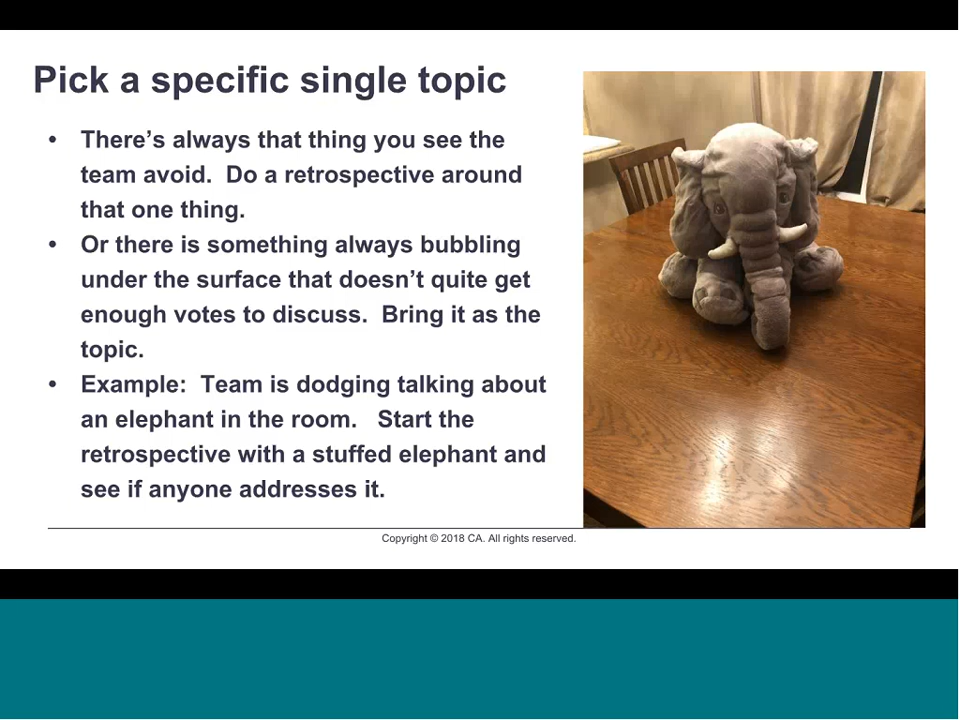 Pick a specific single topic
• There’s always that thing you see the
team avoid.  Do a retrospective around
that one thing.
• Or there is something always bubbling
under the surface that doesn’t quite get
enough votes to discuss.  Bring it as the
topic.
• Example:  Team is dodging talking about
an elephant in the room.   Start the
retrospective with a stuffed elephant and
see if anyone addresses it.
Copyright © 2018 CA. All rights reserved.